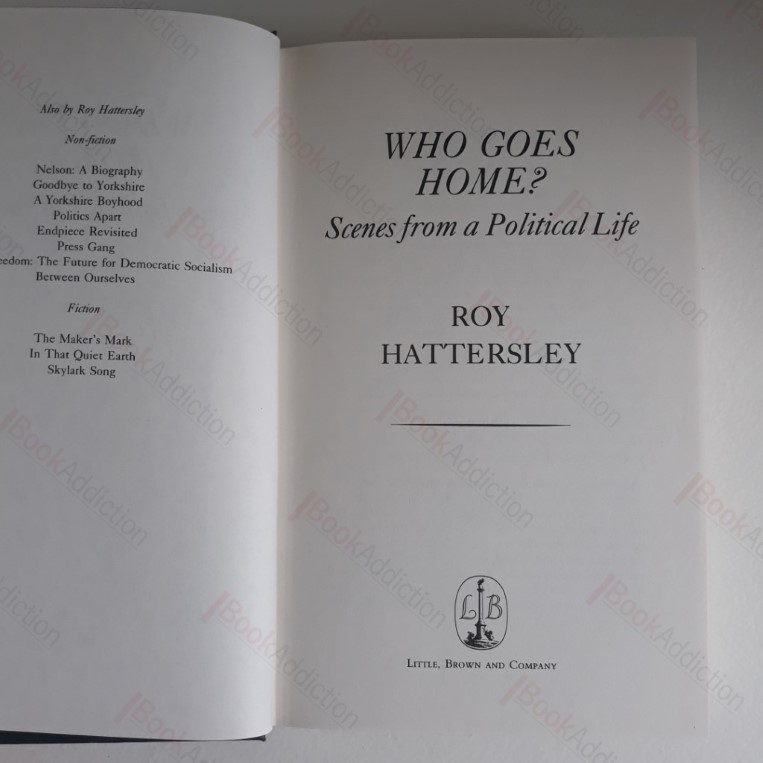 Also by Roy Hattersley
Non-fiction
Nelson: A Biography
Goodbye to Yorkshire
A Yorkshire Boyhood
Politics Apart
Endpiece Revisited
Press Gang
eedom: The Future for Democratic Socialism
Between Ourselves
Fiction
The Maker's Mark
In That Quiet Earth
Skylark Song
WHO GOES
HOME?
Scenes from a Political Life
ROY
HATTERSLEY
L B
LITTLE, BROWN AND COMPANY
BookAddiction